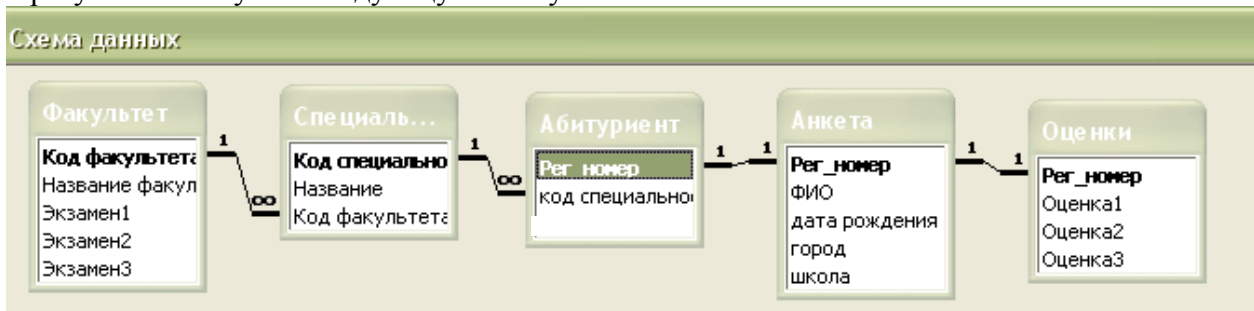 Схема данных
Факультет
Код факультета
Название факул
Экзамен1
Экзамен2
Экзамен3
1
∞
Специаль...
Код специально
Название
Код факультета
1
∞
Абитуриент
Рег_номер
код специально
1
1
Анкета
Рег_номер
ФИО
дата рождения
город
школа
1
1
Оценки
Рег_номер
Оценка1
Оценка2
Оценка3